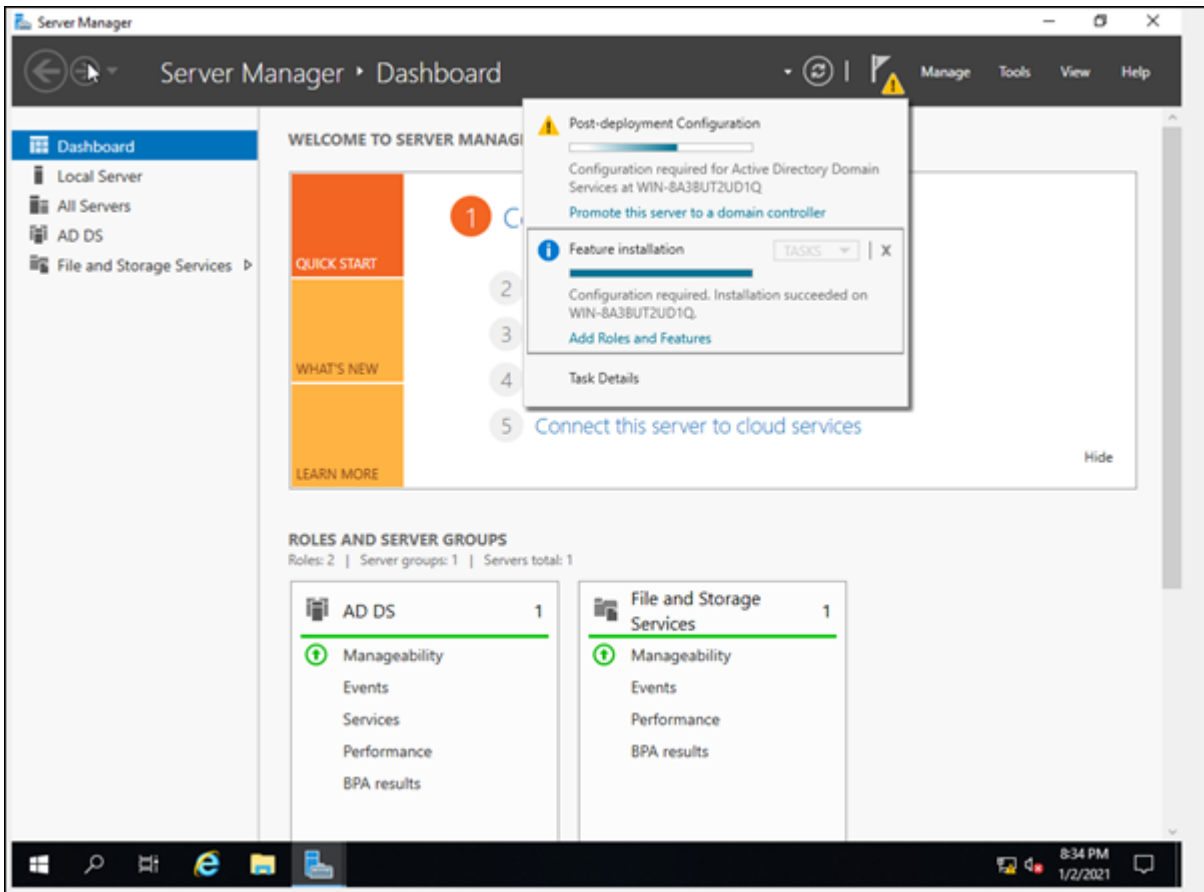 Server Manager
Server Manager • Dashboard
Manage Tools View Help
Dashboard
Local Server
All Servers
AD DS
File and Storage Services
WELCOME TO SERVER MANAG
Post-deployment Configuration
Configuration required for Active Directory Domain
Services at WIN-8A3BUT2UD1Q
Promote this server to a domain controller
Feature installation
TASKS
X
Configuration required. Installation succeeded on
WIN-8A3BUT2UD1Q.
Add Roles and Features
Task Details
QUICK START
WHAT'S NEW
LEARN MORE
1
2
3
4
5 Connect this server to cloud services
Hide
ROLES AND SERVER GROUPS
Roles: 2 | Server groups: 1 | Servers total: 1
AD DS 1
Manageability
Events
Services
Performance
BPA results
File and Storage
Services 1
Manageability
Events
Performance
BPA results
8:34 PM
1/2/2021